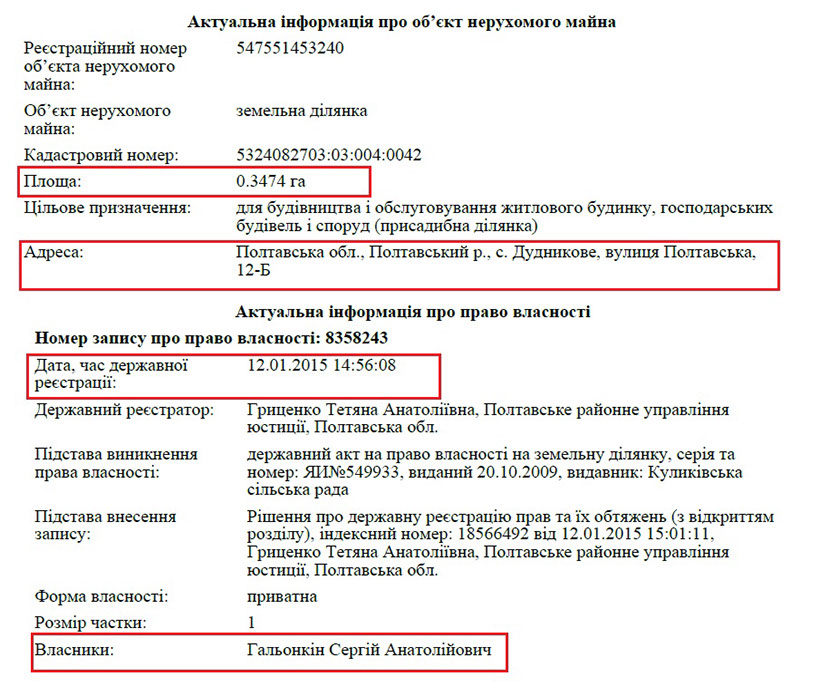 Актуальна інформація про об’єкт нерухомого майна
Реєстраційний номер об’єкта нерухомого майна: 547551453240
Об’єкт нерухомого майна: земельна ділянка
Кадастровий номер: 5324082703:03:004:0042
Площа: 0.3474 га
Цільове призначення: для будівництва і обслуговування житлового будинку, господарських
будівель і споруд (присадибна ділянка)
Адреса: Полтавська обл., Полтавський р., с. Дудникове, вулиця Полтавська,
12-Б
Актуальна інформація про право власності
Номер запису про право власності: 8358243
Дата, час державної реєстрації: 12.01.2015 14:56:08
Державний реєстратор: Гриценко Тетяна Анатоліївна, Полтавське районне управління
юстиції, Полтавська обл.
Підстава виникнення права власності: державний акт на право власності на земельну ділянку, серія та
номер: ЯИ№549933, виданий 20.10.2009, видавник: Куликівська
сільська рада
Підстава внесення запису: Рішення про державну реєстрацію прав та їх обтяжень (з відкриттям
розділу), індексний номер: 18566492 від 12.01.2015 15:01:11,
Гриценко Тетяна Анатоліївна, Полтавське районне управління
юстиції, Полтавська обл.
Форма власності: приватна
Розмір частки: 1
Власники: Гальонкін Сергій Анатолійович